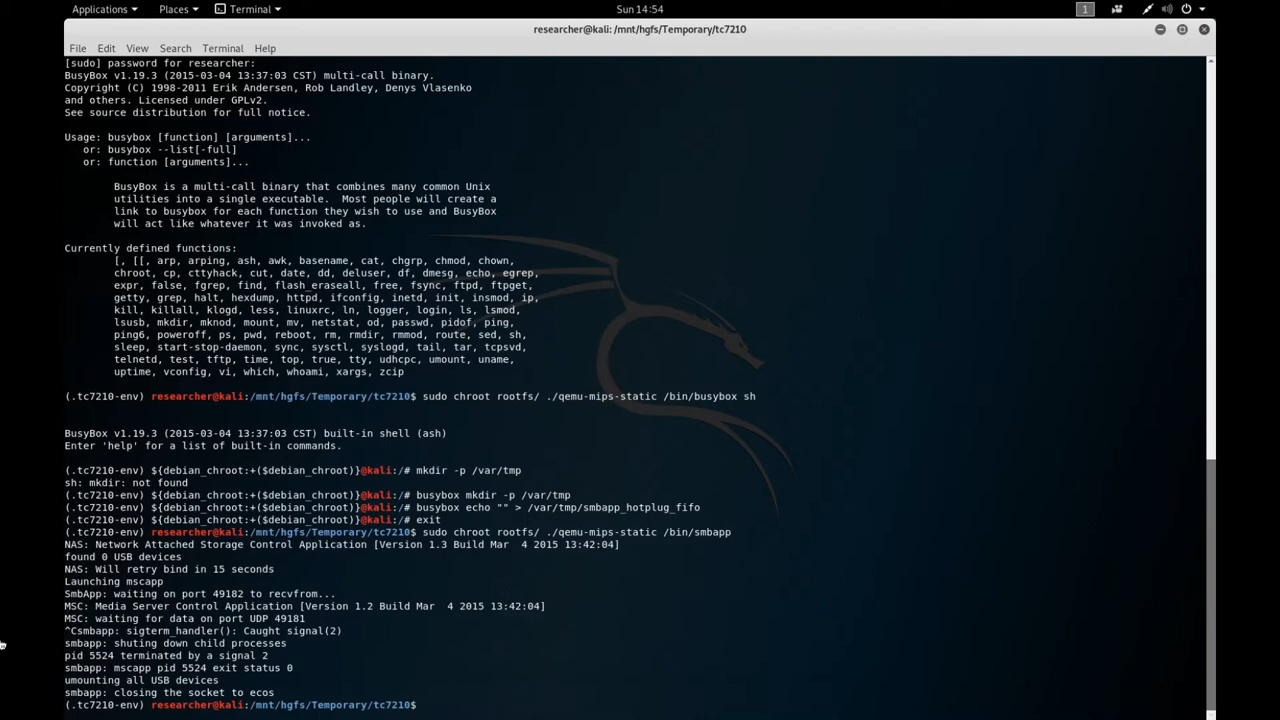 Applications Places Terminal Sun 14:54 1
researcher@kali: /mnt/hgfs/Temporary/tc7210
File Edit View Search Terminal Help
[sudo] password for researcher:
BusyBox v1.19.3 (2015-03-04 13:37:03 CST) multi-call binary.
Copyright (C) 1998-2011 Erik Andersen, Rob Landley, Denys Vlasenko
and others. Licensed under GPLv2.
See source distribution for full notice.
Usage: busybox [function] [arguments]...
or: busybox --list[-full]
or: function [arguments]...
BusyBox is a multi-call binary that combines many common Unix
utilities into a single executable.  Most people will create a
link to busybox for each function they wish to use and BusyBox
will act like whatever it was invoked as.
Currently defined functions:
[, [[, arp, arping, ash, awk, basename, cat, chgrp, chmod, chown,
chroot, cp, cttyhack, cut, date, dd, deluser, df, dmesg, echo, egrep,
expr, false, fgrep, find, flash_eraseall, free, fsync, ftpd, ftpget,
getty, grep, halt, hexdump, httpd, ifconfig, inetd, init, insmod, ip,
kill, killall, klogd, less, linuxrc, ln, logger, login, ls, lsmod,
lsusb, mkdir, mknod, mount, mv, netstat, od, passwd, pidof, ping,
ping6, poweroff, ps, pwd, reboot, rm, rmdir, rmmod, route, sed, sh,
sleep, start-stop-daemon, sync, sysctl, syslogd, tail, tar, tcpsvd,
telnetd, test, tftp, time, top, true, tty, udhcpc, umount, uname,
uptime, vconfig, vi, which, whoami, xargs, zcip
(.tc7210-env) researcher@kali:/mnt/hgfs/Temporary/tc7210$ sudo chroot rootfs/ ./qemu-mips-static /bin/busybox sh
BusyBox v1.19.3 (2015-03-04 13:37:03 CST) built-in shell (ash)
Enter 'help' for a list of built-in commands.
(.tc7210-env) ${debian_chroot:+($debian_chroot)}@kali:/# mkdir -p /var/tmp
sh: mkdir: not found
(.tc7210-env) ${debian_chroot:+($debian_chroot)}@kali:/# busybox mkdir -p /var/tmp
(.tc7210-env) ${debian_chroot:+($debian_chroot)}@kali:/# busybox echo "" > /var/tmp/smbapp_hotplug_fifo
(.tc7210-env) ${debian_chroot:+($debian_chroot)}@kali:/# exit
(.tc7210-env) researcher@kali:/mnt/hgfs/Temporary/tc7210$ sudo chroot rootfs/ ./qemu-mips-static /bin/smbapp
NAS: Network Attached Storage Control Application [Version 1.3 Build Mar  4 2015 13:42:04]
found 0 USB devices
NAS: Will retry bind in 15 seconds
Launching mscapp
SmbApp: waiting on port 49182 to recvfrom...
MSC: Media Server Control Application [Version 1.2 Build Mar  4 2015 13:42:04]
MSC: waiting for data on port UDP 49181
^Csmbapp: sigterm_handler(): Caught signal(2)
smbapp: shutting down child processes
pid 5524 terminated by a signal 2
smbapp: mscapp pid 5524 exit status 0
umounting all USB devices
smbapp: closing the socket to ecos
(.tc7210-env) researcher@kali:/mnt/hgfs/Temporary/tc7210$